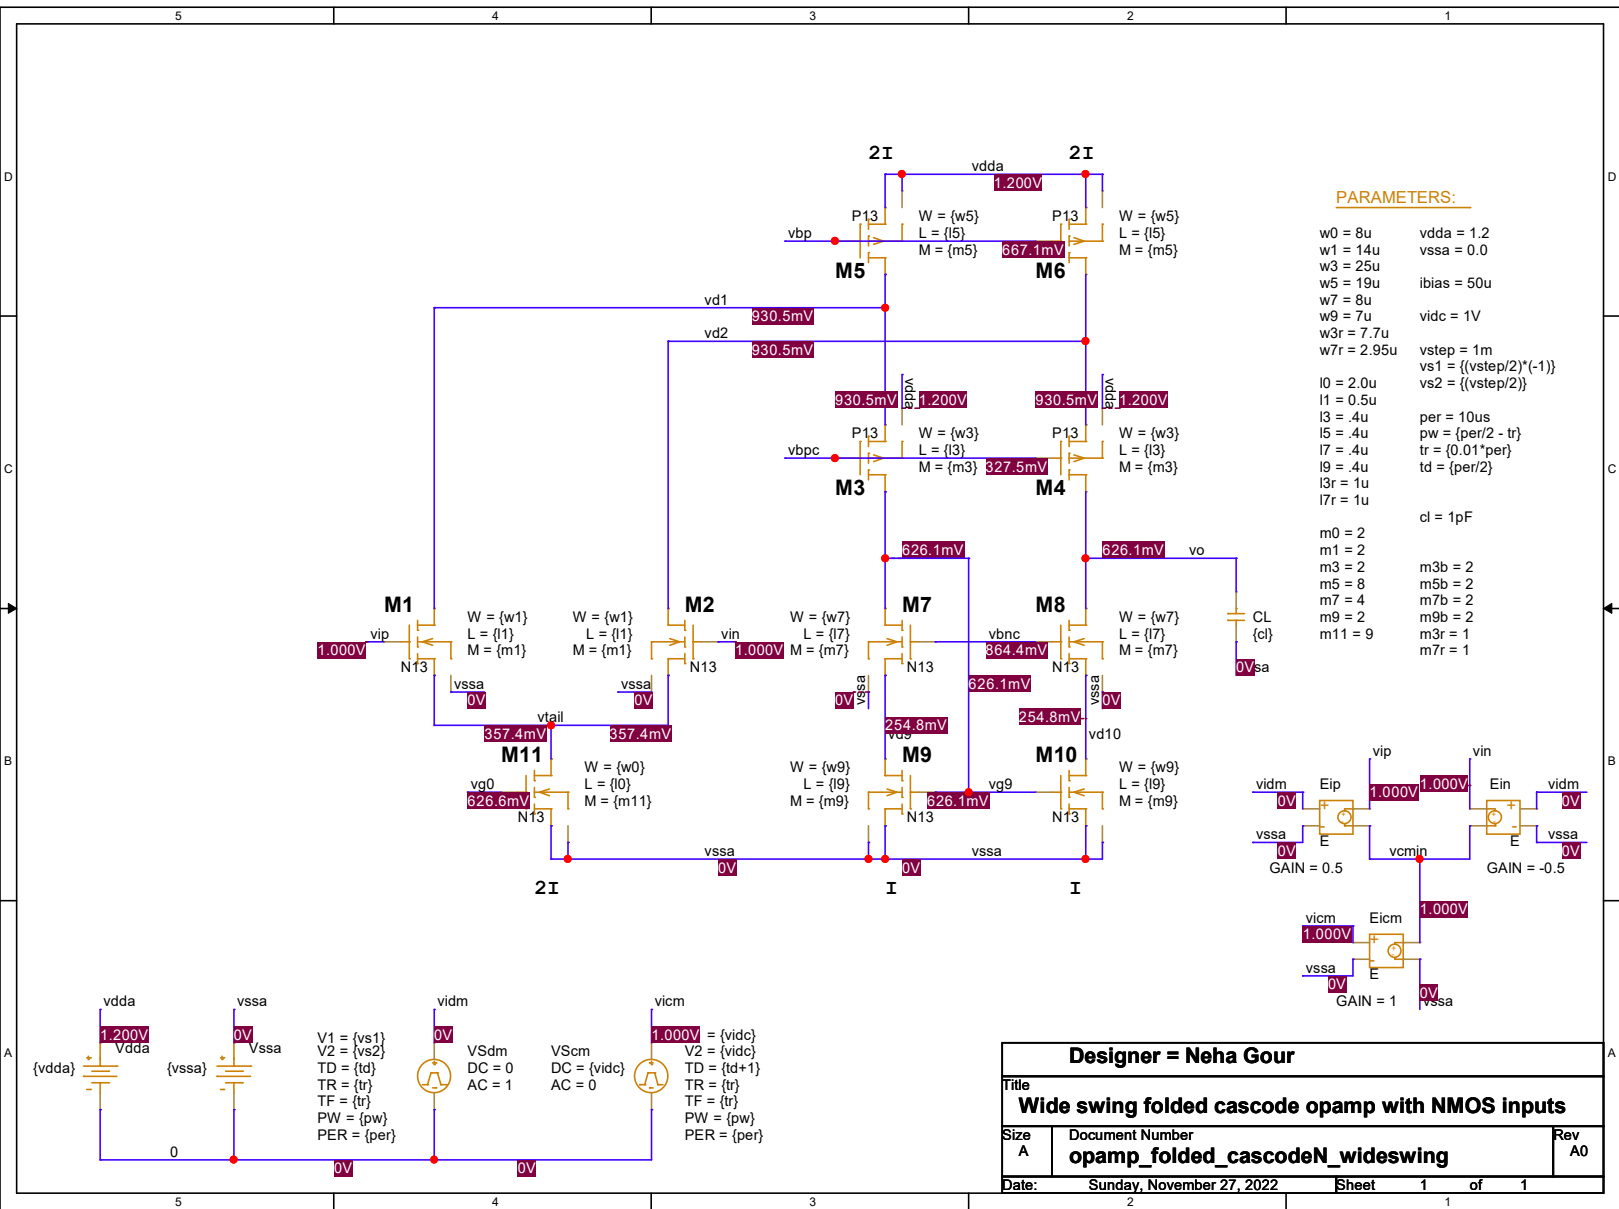 5 4 3 2 1
D
D
C
C
B
B
A
A
2I
2I
vdda
1.200V
P13
W = {w5}
L = {l5}
M = {m5}
P13
W = {w5}
L = {l5}
M = {m5}
vbp
667.1mV
M5
M6
vd1
930.5mV
vd2
930.5mV
930.5mV
vdda
1.200V
930.5mV
vdda
1.200V
P13
W = {w3}
L = {l3}
M = {m3}
P13
W = {w3}
L = {l3}
M = {m3}
vbpc
327.5mV
M3
M4
626.1mV
626.1mV
vo
M1
W = {w1}
L = {l1}
M = {m1}
vip
1.000V
N13
vssa
0V
W = {w1}
L = {l1}
M = {m1}
M2
vin
1.000V
N13
vssa
0V
W = {w7}
L = {l7}
M = {m7}
M7
N13
vssa
0V
vbnc
864.4mV
M8
W = {w7}
L = {l7}
M = {m7}
N13
vssa
0V
CL
{cl}
0V
sa
626.1mV
254.8mV
vd9
254.8mV
vd10
vtail
357.4mV
357.4mV
M11
W = {w0}
L = {l0}
M = {m11}
vg0
626.6mV
N13
W = {w9}
L = {l9}
M = {m9}
M9
N13
vg9
626.1mV
M10
W = {w9}
L = {l9}
M = {m9}
N13
vssa
0V
0V
vssa
2I
I
I
PARAMETERS:
w0 = 8u
w1 = 14u
w3 = 25u
w5 = 19u
w7 = 8u
w9 = 7u
w3r = 7.7u
w7r = 2.95u
l0 = 2.0u
l1 = 0.5u
l3 = .4u
l5 = .4u
l7 = .4u
l9 = .4u
l3r = 1u
l7r = 1u
m0 = 2
m1 = 2
m3 = 2
m5 = 8
m7 = 4
m9 = 2
m11 = 9
vdda = 1.2
vssa = 0.0
ibias = 50u
vidc = 1V
vstep = 1m
vs1 = {(vstep/2)*(-1)}
vs2 = {(vstep/2)}
per = 10us
pw = {per/2 - tr}
tr = {0.01*per}
td = {per/2}
cl = 1pF
m3b = 2
m5b = 2
m7b = 2
m9b = 2
m3r = 1
m7r = 1
vip
vin
vidm
0V
Eip
1.000V
1.000V
Ein
vidm
0V
vssa
0V
E
E
vssa
0V
vcmin
GAIN = 0.5
GAIN = -0.5
1.000V
vicm
1.000V
Eicm
vssa
0V
E
0V
vssa
GAIN = 1
vdda
1.200V
Vdda
{vdda}
vssa
0V
Vssa
{vssa}
V1 = {vs1}
V2 = {vs2}
TD = {td}
TR = {tr}
TF = {tr}
PW = {pw}
PER = {per}
vidm
0V
VSdm
DC = 0
AC = 1
VScm
DC = {vidc}
AC = 0
vicm
1.000V
= {vidc}
V2 = {vidc}
TD = {td+1}
TR = {tr}
TF = {tr}
PW = {pw}
PER = {per}
0
0V
0V
Designer = Neha Gour
Title
Wide swing folded cascode opamp with NMOS inputs
Size
A
Document Number
opamp_folded_cascodeN_wideswing
Rev
A0
Date: Sunday, November 27, 2022
Sheet 1 of 1
5 4 3 2 1